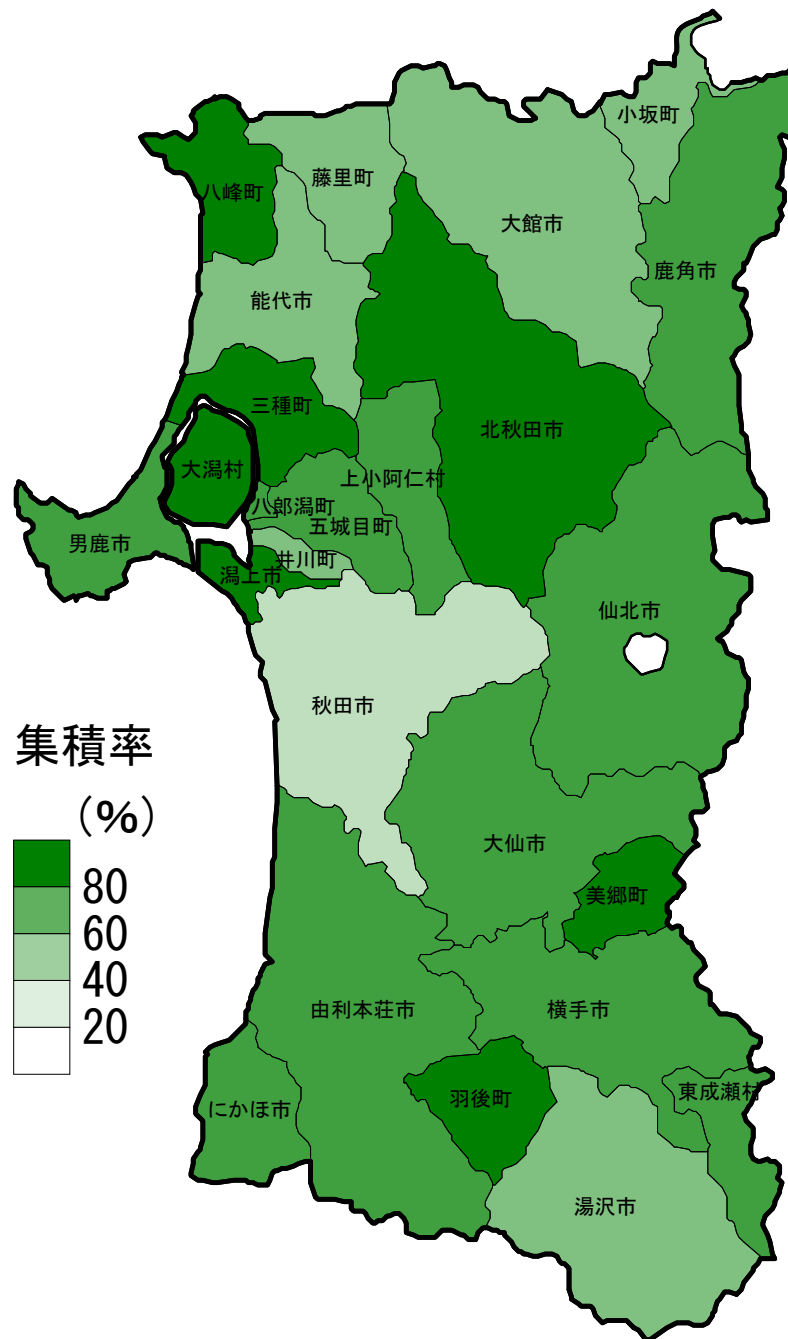 小坂町
藤里町
八峰町
大館市
鹿角市
能代市
三種町
北秋田市
大潟村
上小阿仁村
八郎潟町
五城目町
男鹿市
井川町
潟上市
仙北市
秋田市
集積率
(%)
80
60
40
20
大仙市
美郷町
由利本荘市
横手市
東成瀬村
羽後町
にかほ市
湯沢市